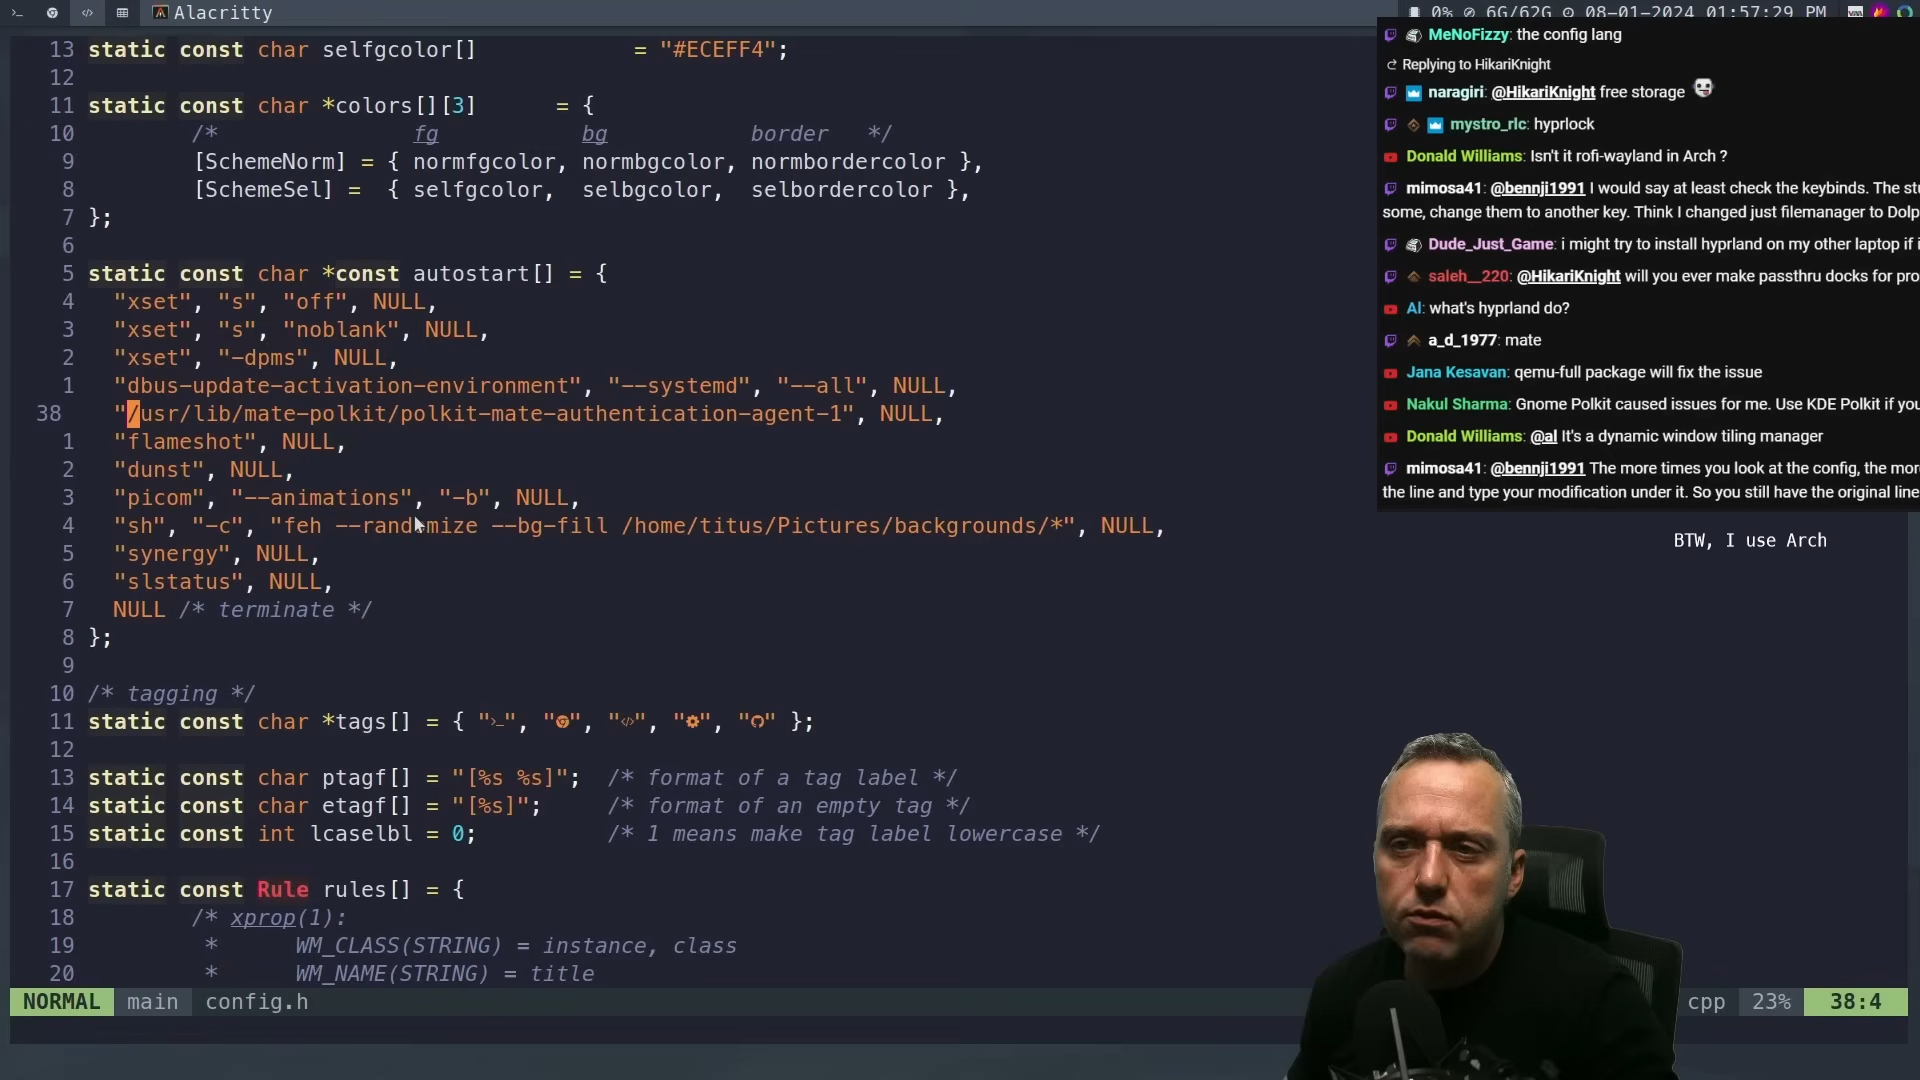 Alacritty
0% 6G/62G 08-01-2024 01:57:29 PM
13 static const char selfgcolor[] = "#ECEFF4";
12
11 static const char *colors[][3] = {
10 /* fg bg border */
9 [SchemeNorm] = { normfgcolor, normbgcolor, normbordercolor },
8 [SchemeSel] = { selfgcolor, selbgcolor, selbordercolor },
7 };
6
5 static const char *const autostart[] = {
4 "xset", "s", "off", NULL,
3 "xset", "s", "noblank", NULL,
2 "xset", "-dpms", NULL,
1 "dbus-update-activation-environment", "--systemd", "--all", NULL,
38 "/usr/lib/mate-polkit/polkit-mate-authentication-agent-1", NULL,
1 "flameshot", NULL,
2 "dunst", NULL,
3 "picom", "--animations", "-b", NULL,
4 "sh", "-c", "feh --randomize --bg-fill /home/titus/Pictures/backgrounds/*", NULL,
5 "synergy", NULL,
6 "slstatus", NULL,
7 NULL /* terminate */
8 };
9
10 /* tagging */
11 static const char *tags[] = { ">_", "", "</>", "", "" };
12
13 static const char ptagf[] = "[%s %s]"; /* format of a tag label */
14 static const char etagf[] = "[%s]"; /* format of an empty tag */
15 static const int lcaselbl = 0; /* 1 means make tag label lowercase */
16
17 static const Rule rules[] = {
18 /* xprop(1):
19 * WM_CLASS(STRING) = instance, class
20 * WM_NAME(STRING) = title
NORMAL main config.h cpp 23% 38:4
MeNoFizzy: the config lang
Replying to HikariKnight
naragiri: @HikariKnight free storage
mystro_rlc: hyprlock
Donald Williams: Isn't it rofi-wayland in Arch ?
mimosa41: @bennji1991 I would say at least check the keybinds. The stu
some, change them to another key. Think I changed just filemanager to Dolp
Dude_Just_Game: i might try to install hyprland on my other laptop if i
saleh__220: @HikariKnight will you ever make passthru docks for pro
Al: what's hyprland do?
a_d_1977: mate
Jana Kesavan: qemu-full package will fix the issue
Nakul Sharma: Gnome Polkit caused issues for me. Use KDE Polkit if you
Donald Williams: @al It's a dynamic window tiling manager
mimosa41: @bennji1991 The more times you look at the config, the more
the line and type your modification under it. So you still have the original line
BTW, I use Arch